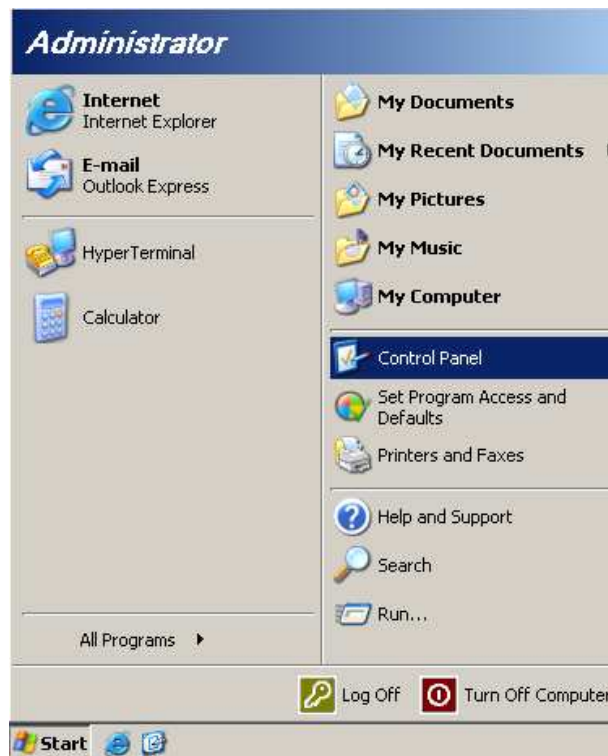 Administrator
Internet
Internet Explorer
E-mail
Outlook Express
HyperTerminal
Calculator
All Programs
My Documents
My Recent Documents
My Pictures
My Music
My Computer
Control Panel
Set Program Access and
Defaults
Printers and Faxes
Help and Support
Search
Run...
Log Off
Turn Off Computer
Start